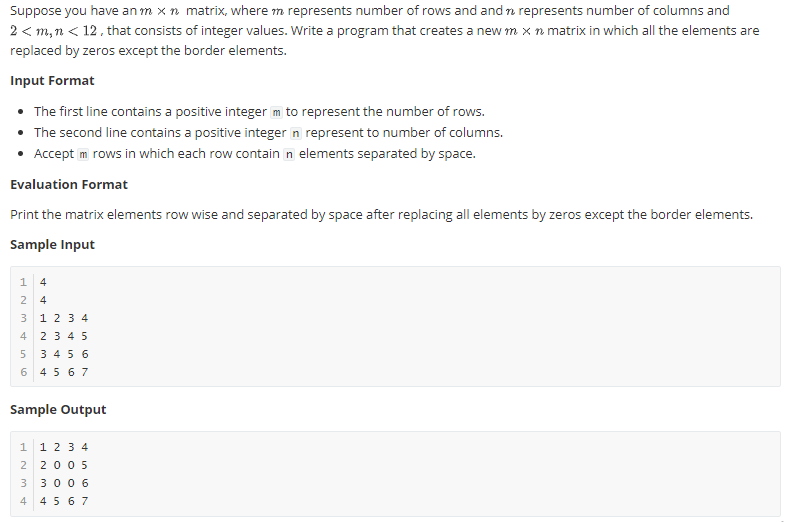 Suppose you have an m × n matrix, where m represents number of rows and and n represents number of columns and
2 < m, n < 12 , that consists of integer values. Write a program that creates a new m × n matrix in which all the elements are
replaced by zeros except the border elements.
Input Format
• The first line contains a positive integer m to represent the number of rows.
• The second line contains a positive integer n represent to number of columns.
• Accept m rows in which each row contain n elements separated by space.
Evaluation Format
Print the matrix elements row wise and separated by space after replacing all elements by zeros except the border elements.
Sample Input
1 4
2 4
3 1 2 3 4
4 2 3 4 5
5 3 4 5 6
6 4 5 6 7
Sample Output
1 1 2 3 4
2 2 0 0 5
3 3 0 0 6
4 4 5 6 7